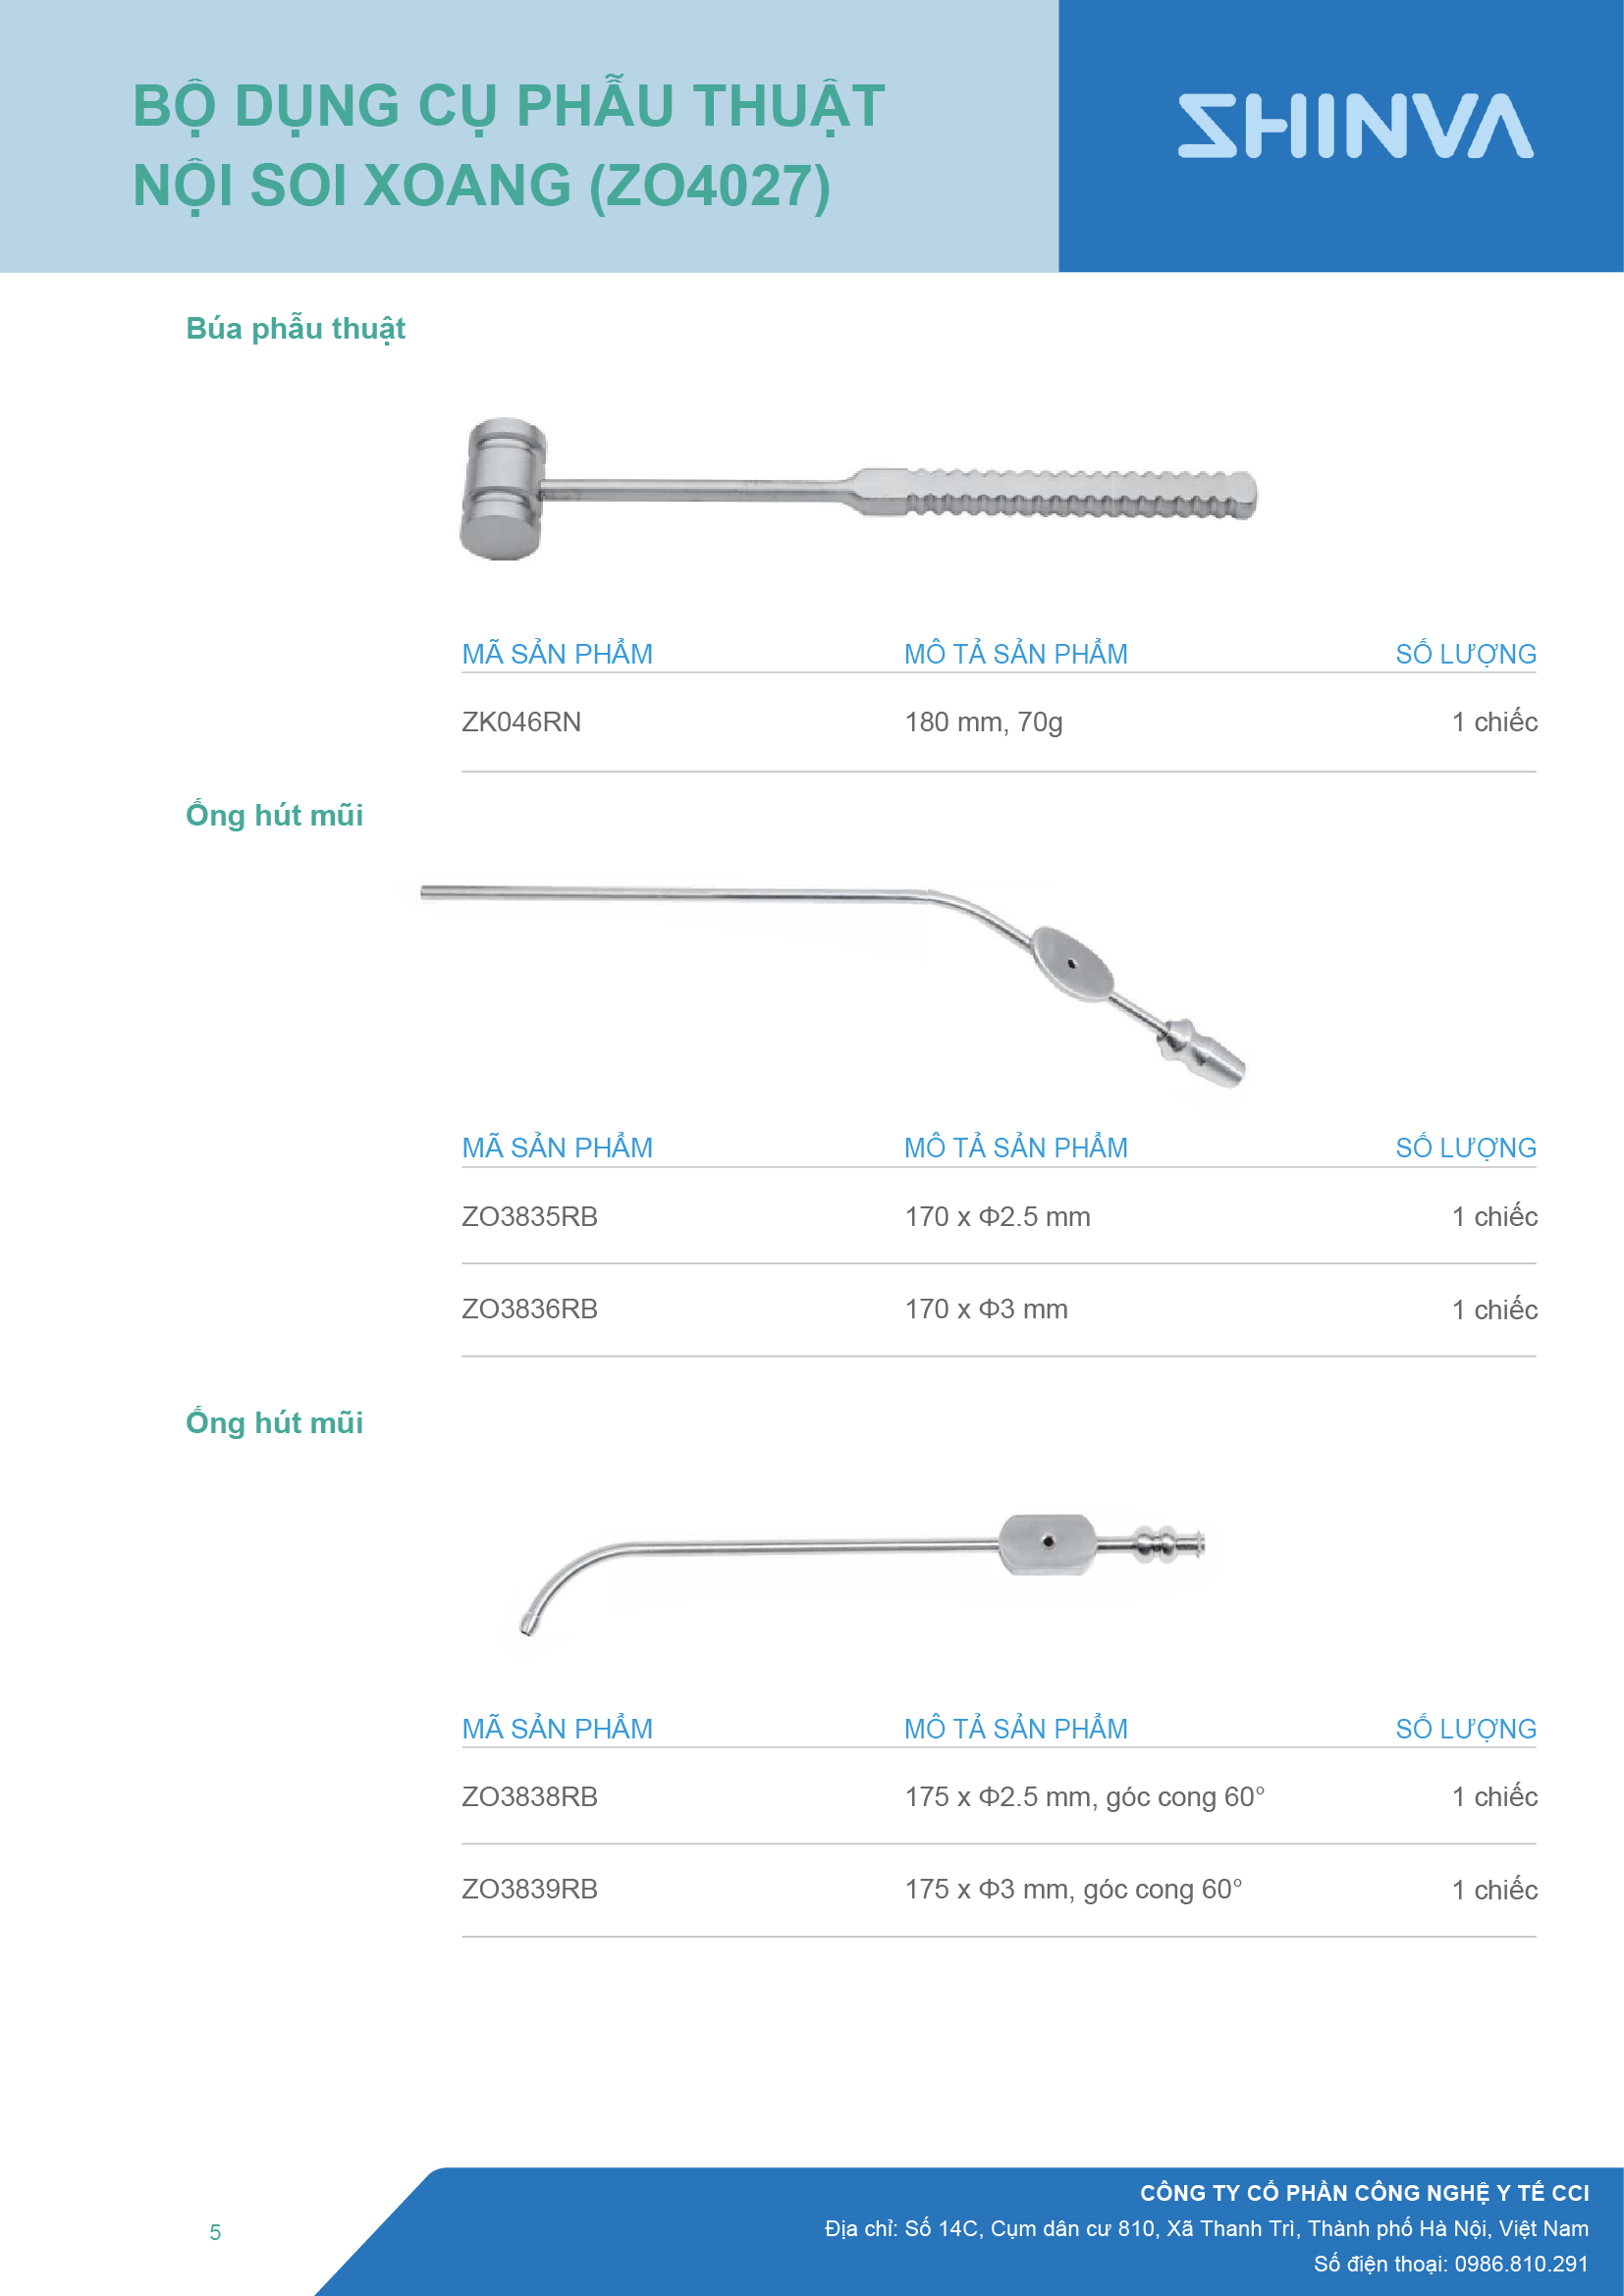 BỘ DỤNG CỤ PHẪU THUẬT
NỘI SOI XOANG (ZO4027)
SHINVA
Búa phẫu thuật
MÃ SẢN PHẨM MÔ TẢ SẢN PHẨM SỐ LƯỢNG
ZK046RN 180 mm, 70g 1 chiếc
Ống hút mũi
MÃ SẢN PHẨM MÔ TẢ SẢN PHẨM SỐ LƯỢNG
ZO3835RB 170 x Φ2.5 mm 1 chiếc
ZO3836RB 170 x Φ3 mm 1 chiếc
Ống hút mũi
MÃ SẢN PHẨM MÔ TẢ SẢN PHẨM SỐ LƯỢNG
ZO3838RB 175 x Φ2.5 mm, góc cong 60° 1 chiếc
ZO3839RB 175 x Φ3 mm, góc cong 60° 1 chiếc
CÔNG TY CỔ PHẦN CÔNG NGHỆ Y TẾ CCI
Địa chỉ: Số 14C, Cụm dân cư 810, Xã Thanh Trì, Thành phố Hà Nội, Việt Nam
Số điện thoại: 0986.810.291
5